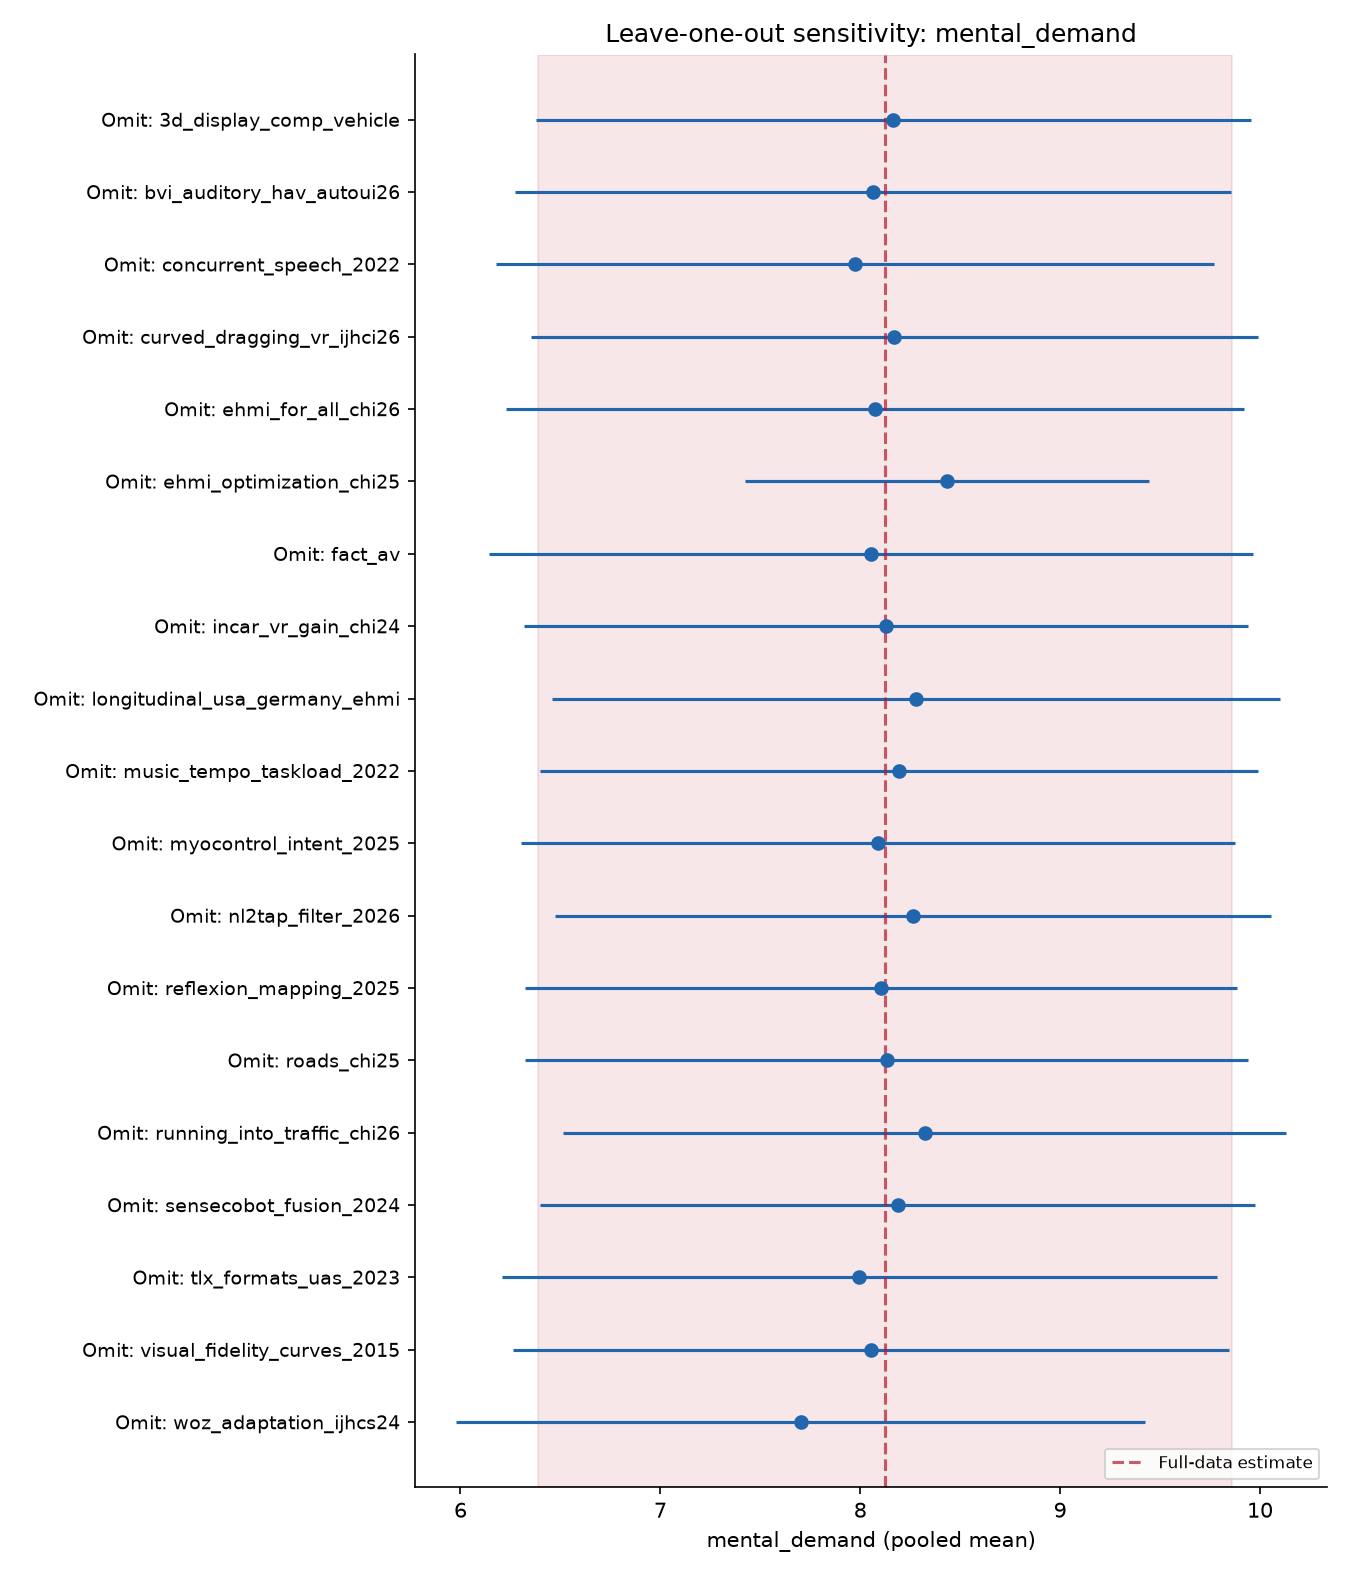 Leave-one-out sensitivity: mental_demand
Omit: 3d_display_comp_vehicle
Omit: bvi_auditory_hav_autoui26
Omit: concurrent_speech_2022
Omit: curved_dragging_vr_ijhci26
Omit: ehmi_for_all_chi26
Omit: ehmi_optimization_chi25
Omit: fact_av
Omit: incar_vr_gain_chi24
Omit: longitudinal_usa_germany_ehmi
Omit: music_tempo_taskload_2022
Omit: myocontrol_intent_2025
Omit: nl2tap_filter_2026
Omit: reflexion_mapping_2025
Omit: roads_chi25
Omit: running_into_traffic_chi26
Omit: sensecobot_fusion_2024
Omit: tlx_formats_uas_2023
Omit: visual_fidelity_curves_2015
Omit: woz_adaptation_ijhcs24
Full-data estimate
6 7 8 9 10
mental_demand (pooled mean)